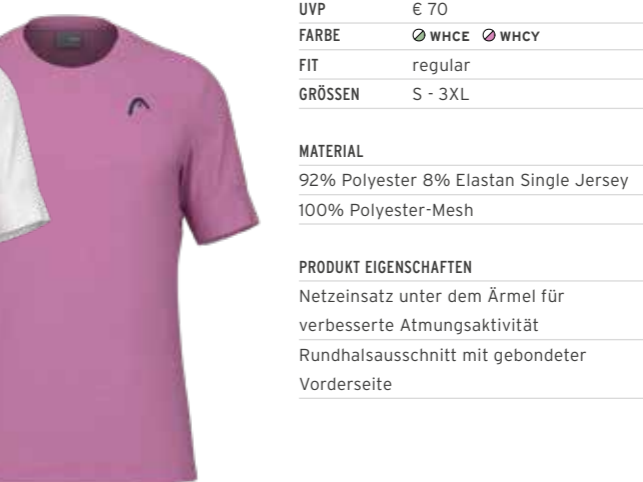 UVP € 70
FARBE WHCE WHCY
FIT regular
GRÖSSEN S - 3XL
MATERIAL
92% Polyester 8% Elastan Single Jersey
100% Polyester-Mesh
PRODUKT EIGENSCHAFTEN
Netzeinsatz unter dem Ärmel für
verbesserte Atmungsaktivität
Rundhalsausschnitt mit gebondeter
Vorderseite